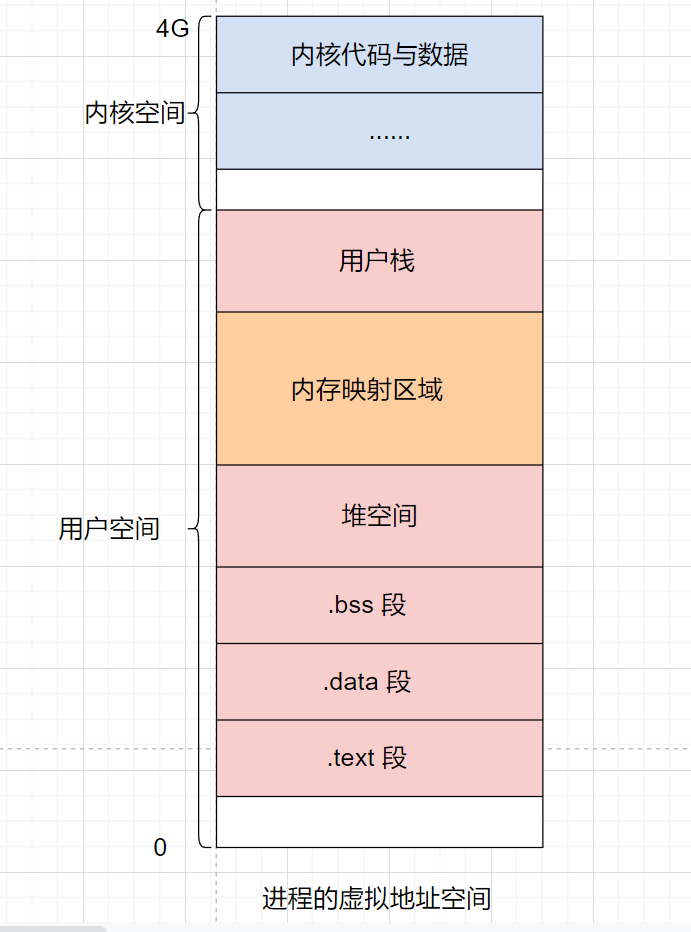 4G
内核代码与数据
内核空间
......
用户栈
内存映射区域
堆空间
用户空间
.bss 段
.data 段
.text 段
0
进程的虚拟地址空间